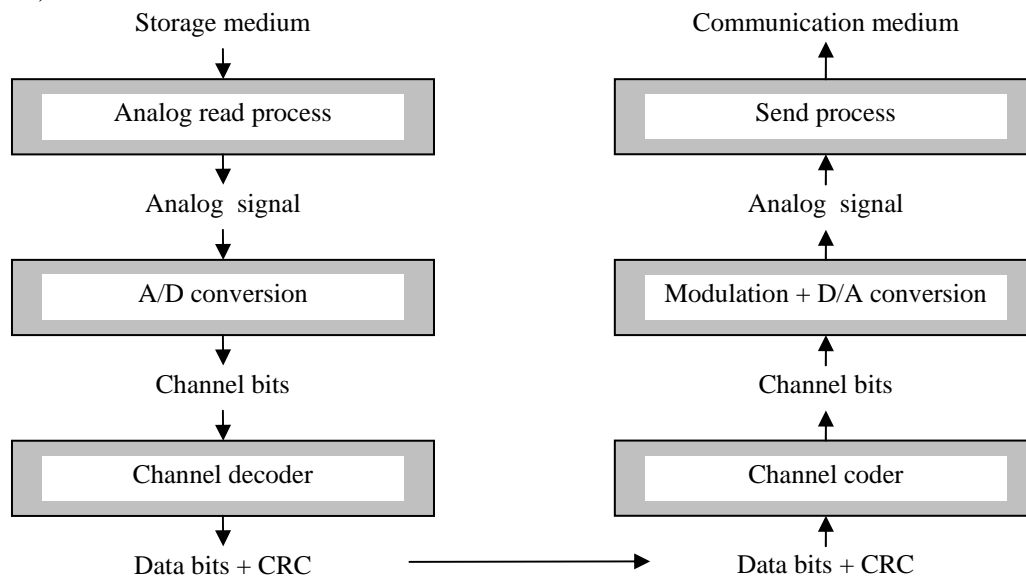 Storage medium
Analog read process
Analog signal
A/D conversion
Channel bits
Channel decoder
Data bits + CRC
Communication medium
Send process
Analog signal
Modulation + D/A conversion
Channel bits
Channel coder
Data bits + CRC